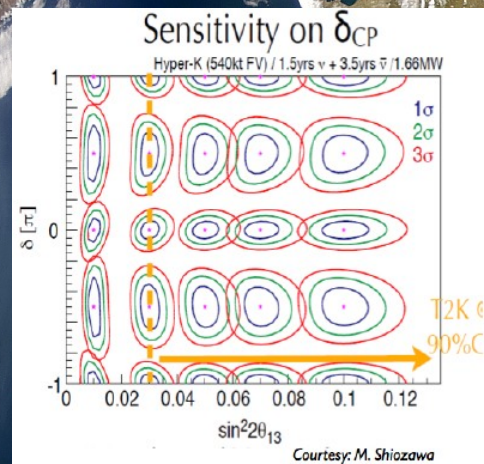 Sensitivity on δCP
Hyper-K (540kt FV) / 1.5yrs ν + 3.5yrs ν̅ /1.66MW
1
1σ
2σ
3σ
δ [π]
0
T2K
90%C
-1
0 0.02 0.04 0.06 0.08 0.1 0.12
sin²2θ₁₃
Courtesy: M. Shiozawa